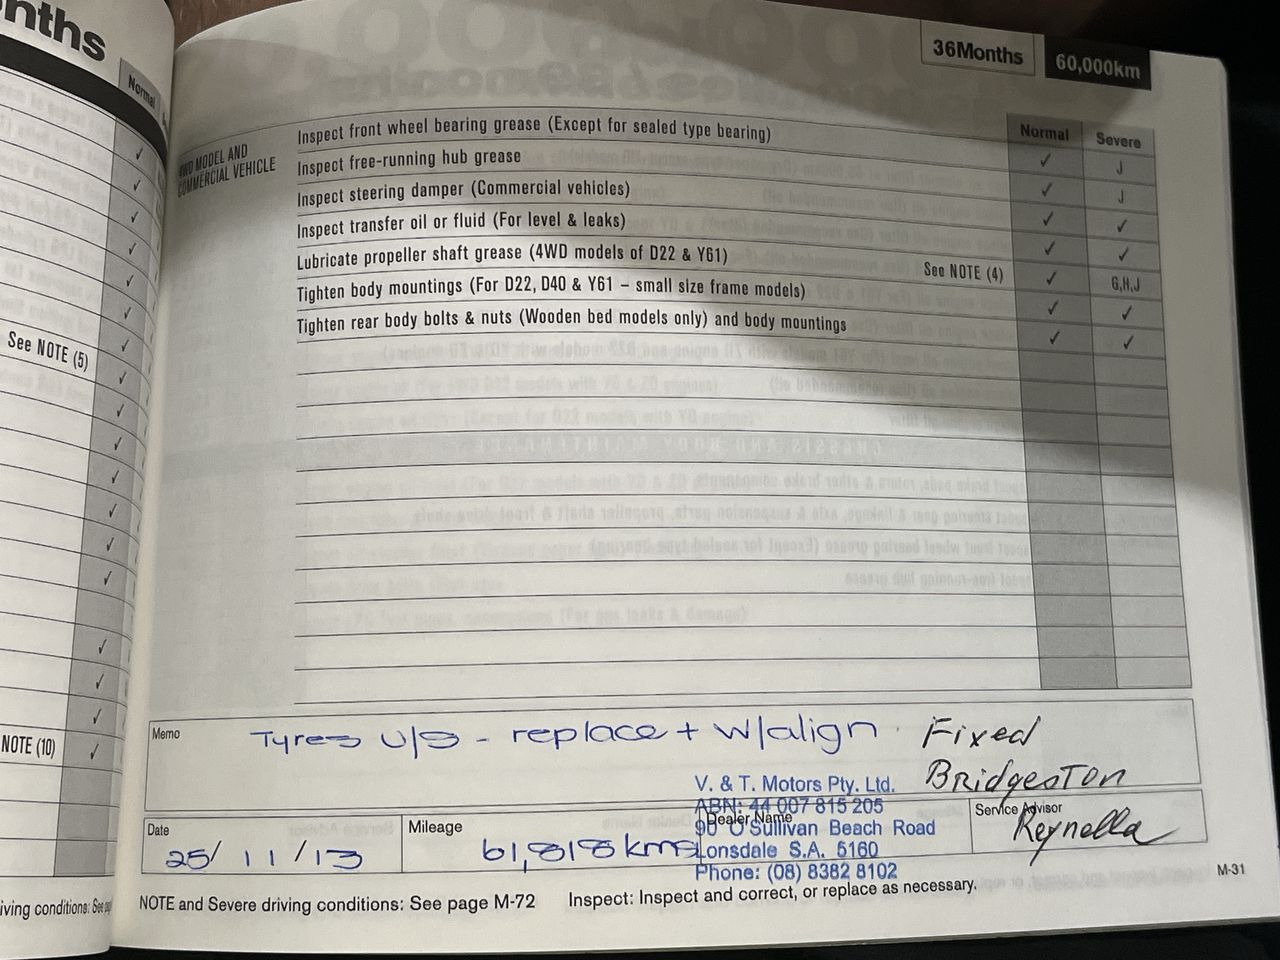 nths
Normal
See NOTE (5)
NOTE (10)
iving conditions: See
36Months
60,000km
Normal
Severe
4WD MODEL AND
COMMERCIAL VEHICLE
Inspect front wheel bearing grease (Except for sealed type bearing) ✓ J
Inspect free-running hub grease ✓ J
Inspect steering damper (Commercial vehicles) ✓ ✓
Inspect transfer oil or fluid (For level & leaks) ✓ ✓
Lubricate propeller shaft grease (4WD models of D22 & Y61) See NOTE (4) ✓ G,H,J
Tighten body mountings (For D22, D40 & Y61 – small size frame models) ✓ ✓
Tighten rear body bolts & nuts (Wooden bed models only) and body mountings ✓ ✓
Memo
Tyres U/S - replace + W/align. Fixed
Bridgeston
Reynella
V. & T. Motors Pty. Ltd.
ABN: 44 007 815 205
90 O'Sullivan Beach Road
Lonsdale S.A. 5160
Phone: (08) 8382 8102
Date
25/11/13
Mileage
61,818 kms
Dealer Name
Service Advisor
M-31
NOTE and Severe driving conditions: See page M-72 Inspect: Inspect and correct, or replace as necessary.